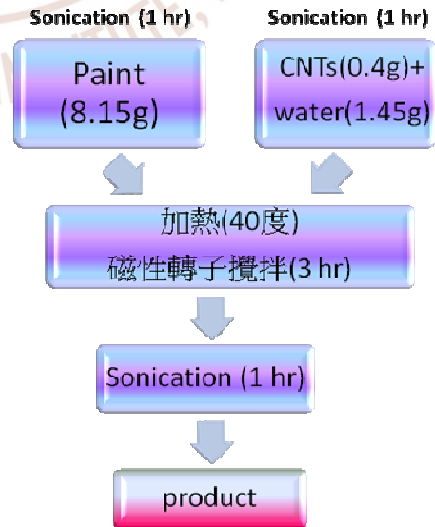 Sonication (1 hr)
Sonication (1 hr)
Paint
(8.15g)
CNTs(0.4g)+
water(1.45g)
加熱(40度)
磁性轉子攪拌(3 hr)
Sonication (1 hr)
product